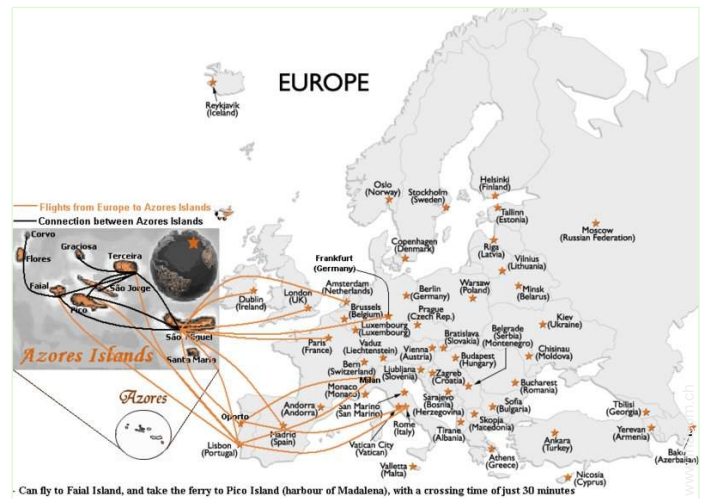 EUROPE
Reykjavik
(Iceland)
Flights from Europe to Azores Islands
Connection between Azores Islands
Corvo
Flores
Graciosa
Terceira
Faial
São Jorge
Pico
São Miguel
Santa Maria
Azores Islands
Azores
Oslo
(Norway)
Stockholm
(Sweden)
Helsinki
(Finland)
Tallinn
(Estonia)
Moscow
(Russian Federation)
Copenhagen
(Denmark)
Riga
(Latvia)
Vilnius
(Lithuania)
Frankfurt
(Germany)
Dublin
(Ireland)
London
(UK)
Amsterdam
(Netherlands)
Berlin
(Germany)
Warsaw
(Poland)
Minsk
(Belarus)
Brussels
(Belgium)
Prague
(Czech Rep.)
Kiev
(Ukraine)
Luxembourg
(Luxembourg)
Paris
(France)
Vaduz
(Liechtenstein)
Vienna
(Austria)
Bratislava
(Slovakia)
Belgrade
(Serbia)
(Montenegro)
Chisinau
(Moldova)
Bern
(Switzerland)
Ljubljana
(Slovenia)
Budapest
(Hungary)
Milan
Zagreb
(Croatia)
Monaco
(Monaco)
Bucharest
(Romania)
Andorra
(Andorra)
San Marino
(San Marino)
Sarajevo
(Bosnia)
(Herzegovina)
Sofia
(Bulgaria)
Tbilisi
(Georgia)
Oporto
Lisbon
(Portugal)
Madrid
(Spain)
Rome
(Italy)
Vatican City
(Vatican)
Tirane
(Albania)
Skopja
(Macedonia)
Yerevan
(Armenia)
Ankara
(Turkey)
Athens
(Greece)
Baku
(Azerbaijan)
Valletta
(Malta)
Nicosia
(Cyprus)
- Can fly to Faial Island, and take the ferry to Pico Island (harbour of Madalena), with a crossing time of just 30 minutes